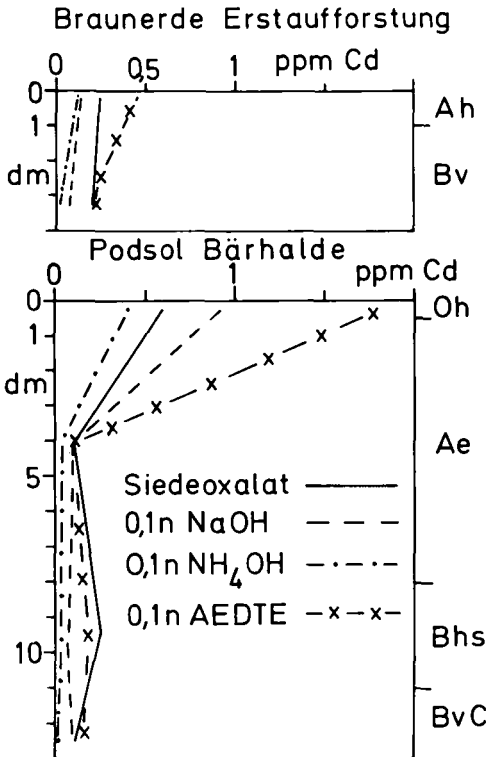 Braunerde Erstaufforstung
0 0,5 1 ppm Cd
0
Ah
1
dm
Bv
Podsol Bärhalde
0 1 ppm Cd
0
Oh
1
dm
Ae
5
Siedeoxalat
0,1n NaOH
0,1n NH₄OH
0,1n AEDTE
10
Bhs
BvC